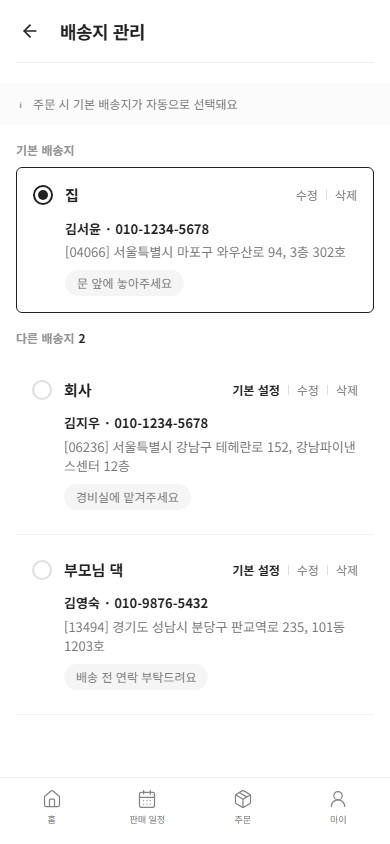 배송지 관리
주문 시 기본 배송지가 자동으로 선택돼요
기본 배송지
집 수정 삭제
김서윤 · 010-1234-5678
[04066] 서울특별시 마포구 와우산로 94, 3층 302호
문 앞에 놓아주세요
다른 배송지 2
회사 기본 설정 수정 삭제
김지우 · 010-1234-5678
[06236] 서울특별시 강남구 테헤란로 152, 강남파이낸
스센터 12층
경비실에 맡겨주세요
부모님 댁 기본 설정 수정 삭제
김영숙 · 010-9876-5432
[13494] 경기도 성남시 분당구 판교역로 235, 101동
1203호
배송 전 연락 부탁드려요
홈 판매 일정 주문 마이